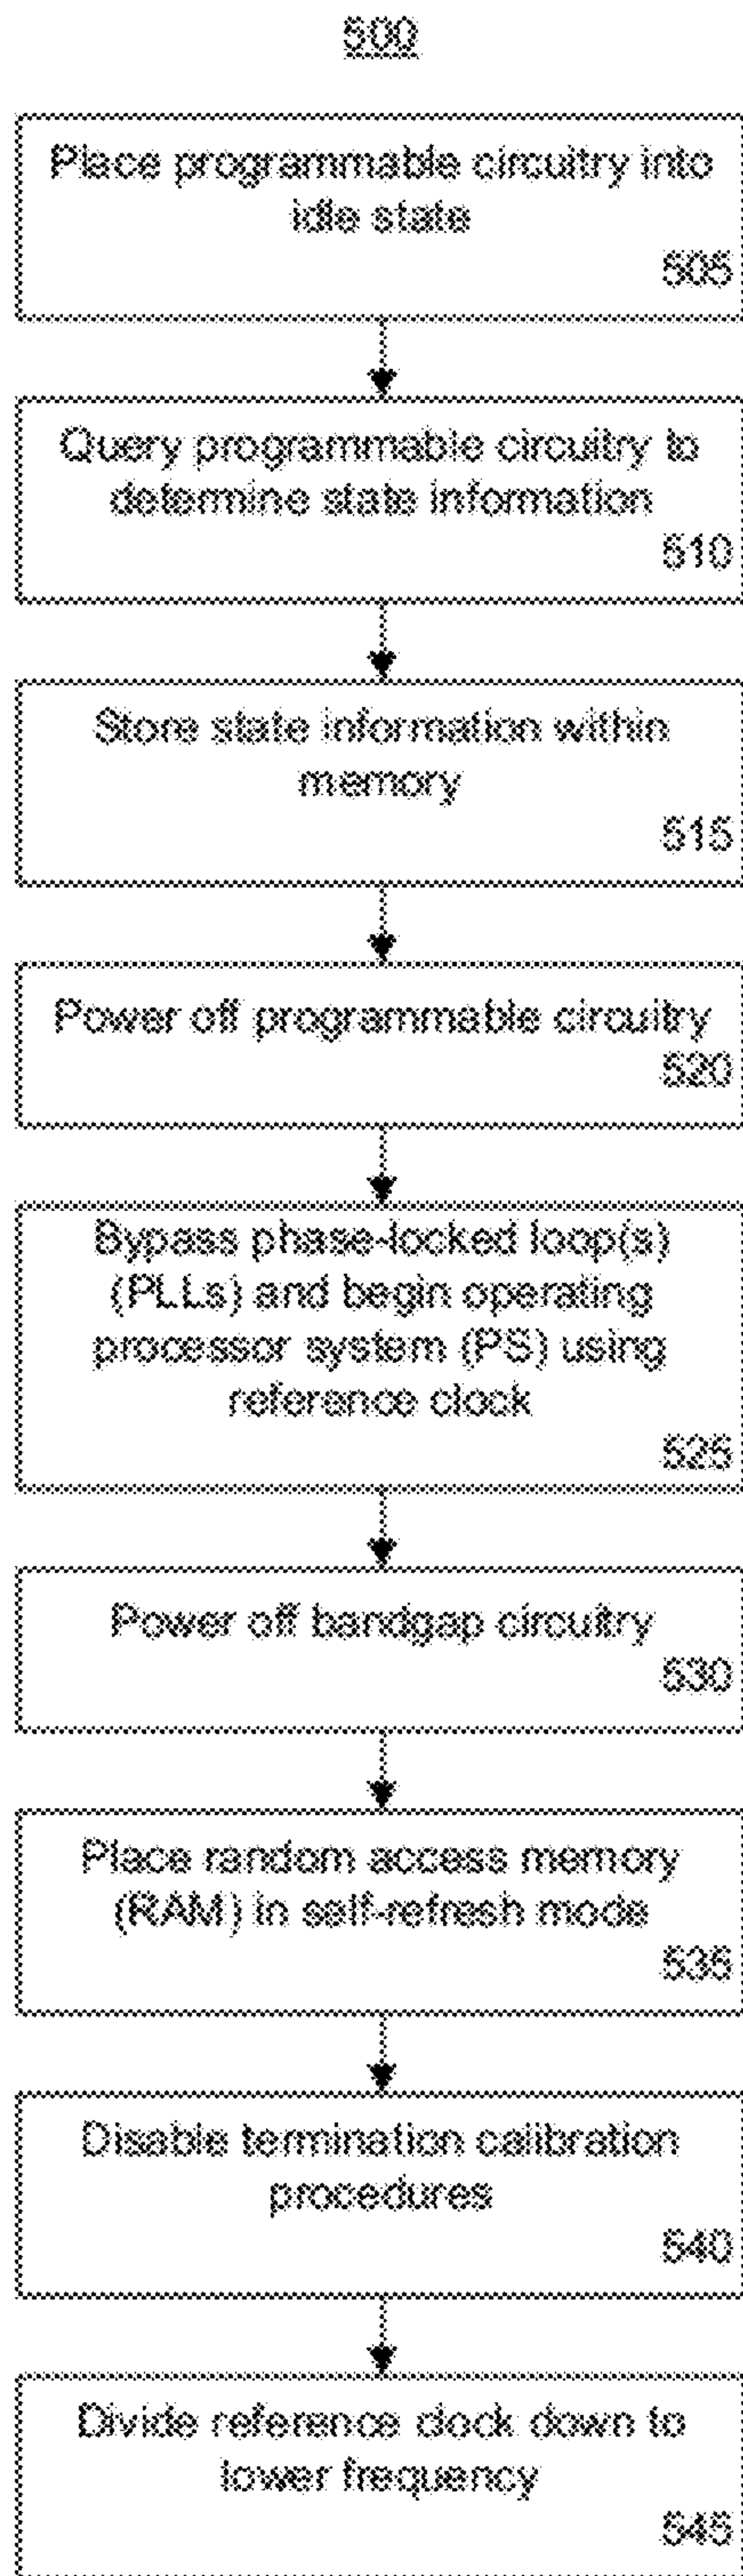 500
Place programmable circuitry into
idle state
505
Query programmable circuitry to
determine state information
510
Store state information within
memory
515
Power off programmable circuitry
520
Bypass phase-locked loop(s)
(PLLs) and begin operating
processor system (PS) using
reference clock
525
Power off bandgap circuitry
530
Place random access memory
(RAM) in self-refresh mode
535
Disable termination calibration
procedures
540
Divide reference clock down to
lower frequency
545